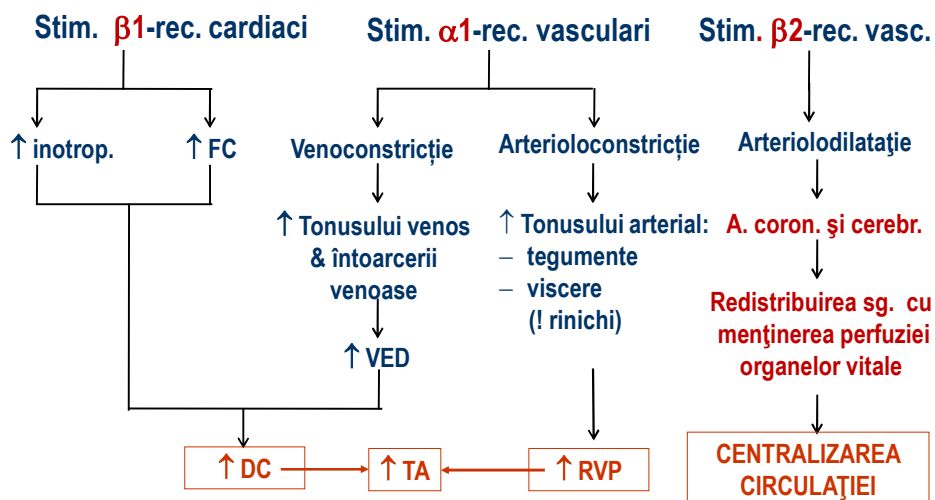 Stim. β1-rec. cardiaci
Stim. α1-rec. vasculari
Stim. β2-rec. vasc.
↑ inotrop.
↑ FC
Venoconstricție
Arterioloconstricție
Arteriolodilataţie
↑ Tonusului venos
& întoarcerii
venoase
↑ Tonusului arterial:
– tegumente
– viscere
(! rinichi)
A. coron. şi cerebr.
Redistribuirea sg. cu
menţinerea perfuziei
organelor vitale
↑ VED
↑ DC
↑ TA
↑ RVP
CENTRALIZAREA
CIRCULAŢIEI